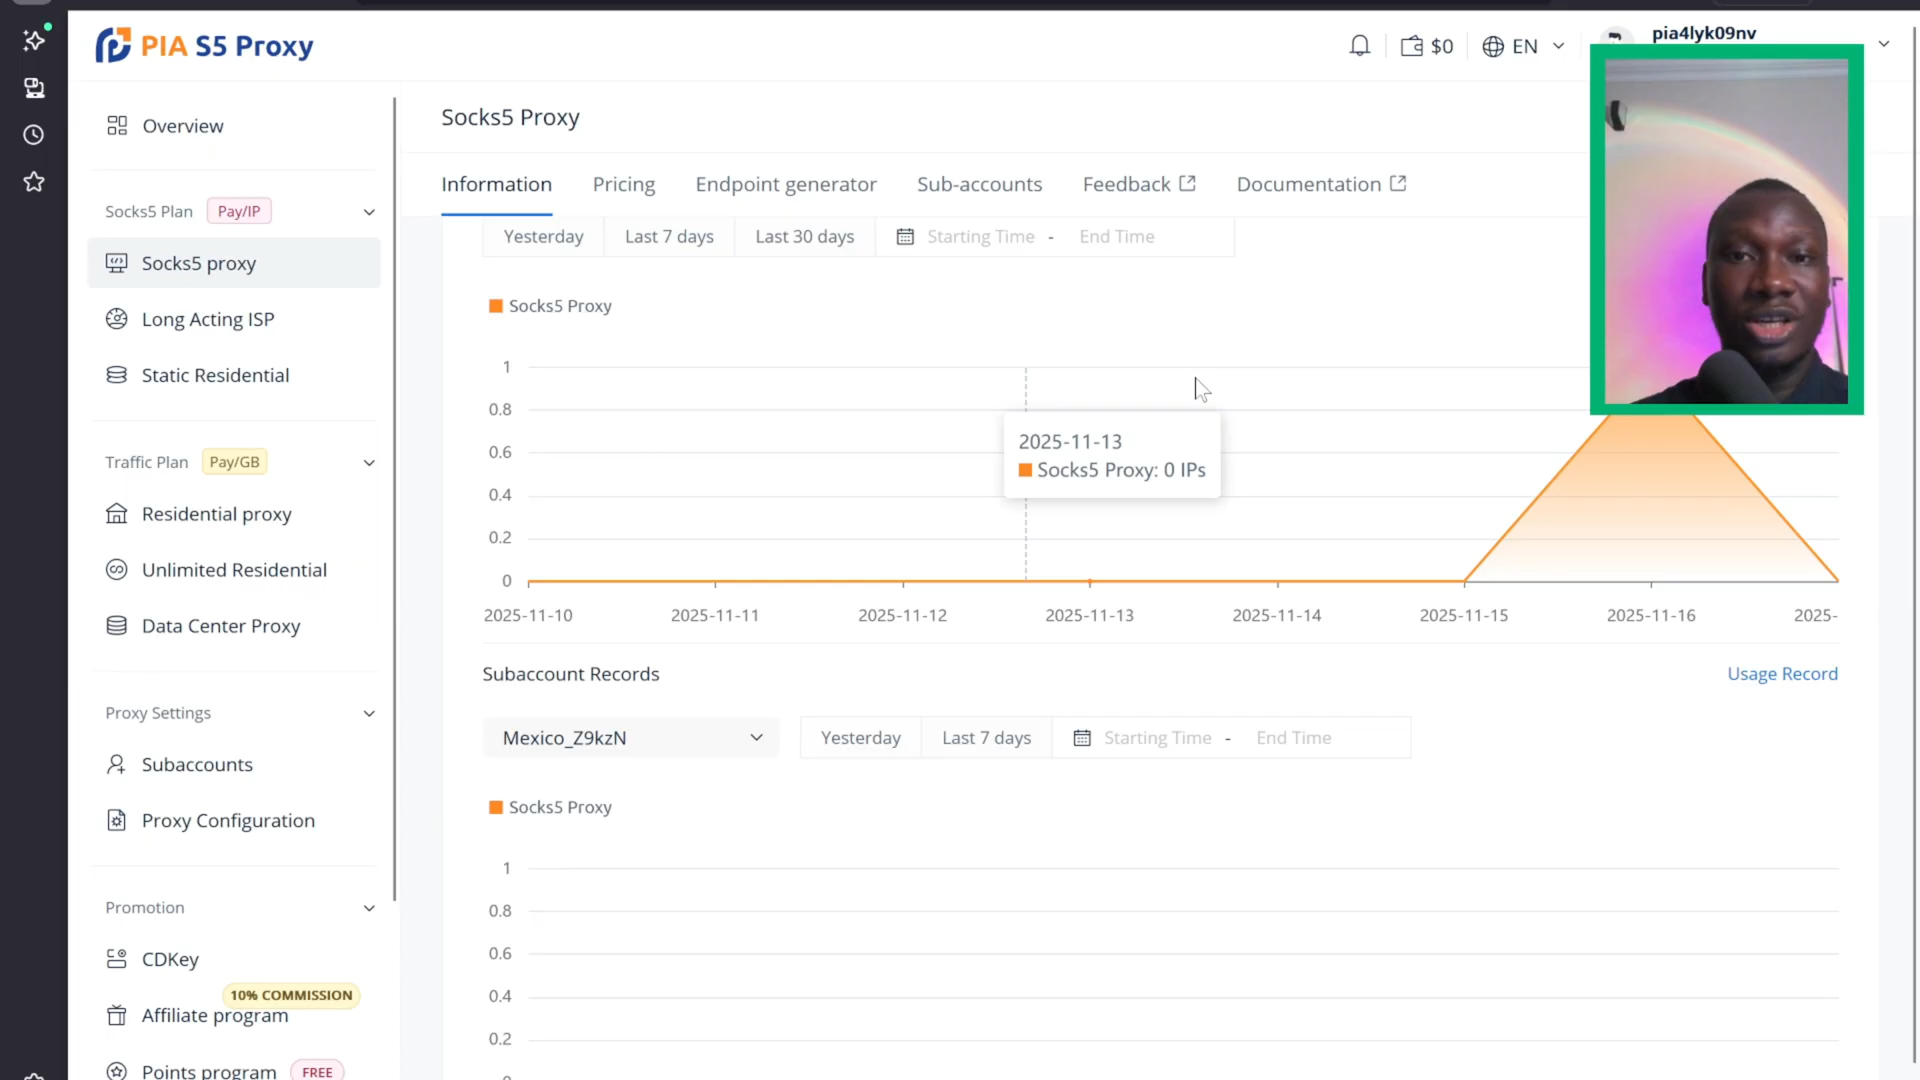 PIA S5 Proxy
$0
EN
pia4lyk09nv
Overview
Socks5 Plan
Pay/IP
Socks5 proxy
Long Acting ISP
Static Residential
Traffic Plan
Pay/GB
Residential proxy
Unlimited Residential
Data Center Proxy
Proxy Settings
Subaccounts
Proxy Configuration
Promotion
CDKey
10% COMMISSION
Affiliate program
Points program
FREE
Socks5 Proxy
Information
Pricing
Endpoint generator
Sub-accounts
Feedback
Documentation
Yesterday
Last 7 days
Last 30 days
Starting Time - End Time
Socks5 Proxy
1
0.8
0.6
0.4
0.2
0
2025-11-13
Socks5 Proxy: 0 IPs
2025-11-10
2025-11-11
2025-11-12
2025-11-13
2025-11-14
2025-11-15
2025-11-16
2025-
Subaccount Records
Usage Record
Mexico_Z9kzN
Yesterday
Last 7 days
Starting Time - End Time
Socks5 Proxy
1
0.8
0.6
0.4
0.2